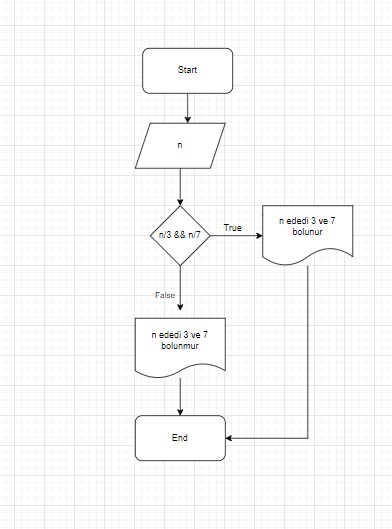 Start
n
n/3 && n/7
True
n ededi 3 ve 7
bolunur
False
n ededi 3 ve 7
bolunmur
End